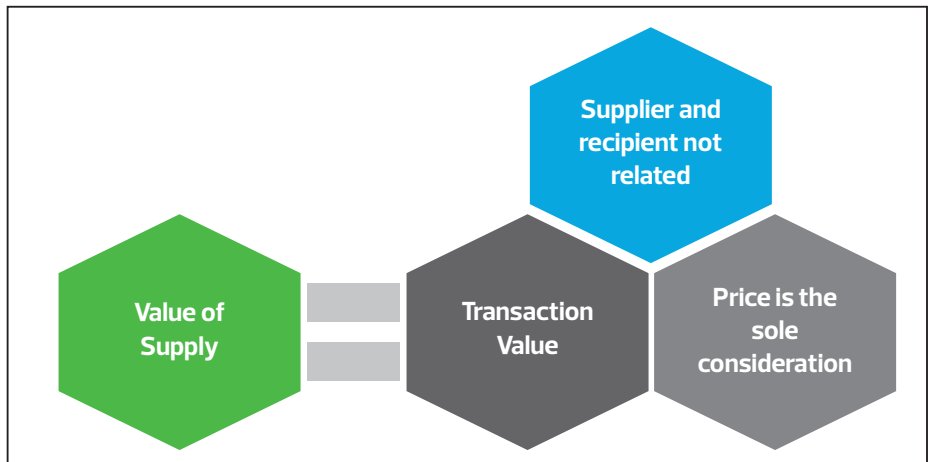 Supplier and
recipient not
related
Value of
Supply
Transaction
Value
Price is the
sole
consideration